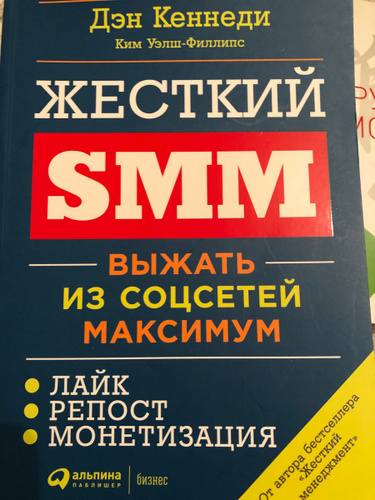 Дэн Кеннеди
Ким Уэлш-Филлипс
ЖЕСТКИЙ
SMM
ВЫЖАТЬ
ИЗ СОЦСЕТЕЙ
МАКСИМУМ
ЛАЙК
РЕПОСТ
МОНЕТИЗАЦИЯ
От автора бестселлера
«Жесткий
менеджмент»
альпина
ПАБЛИШЕР
бизнес